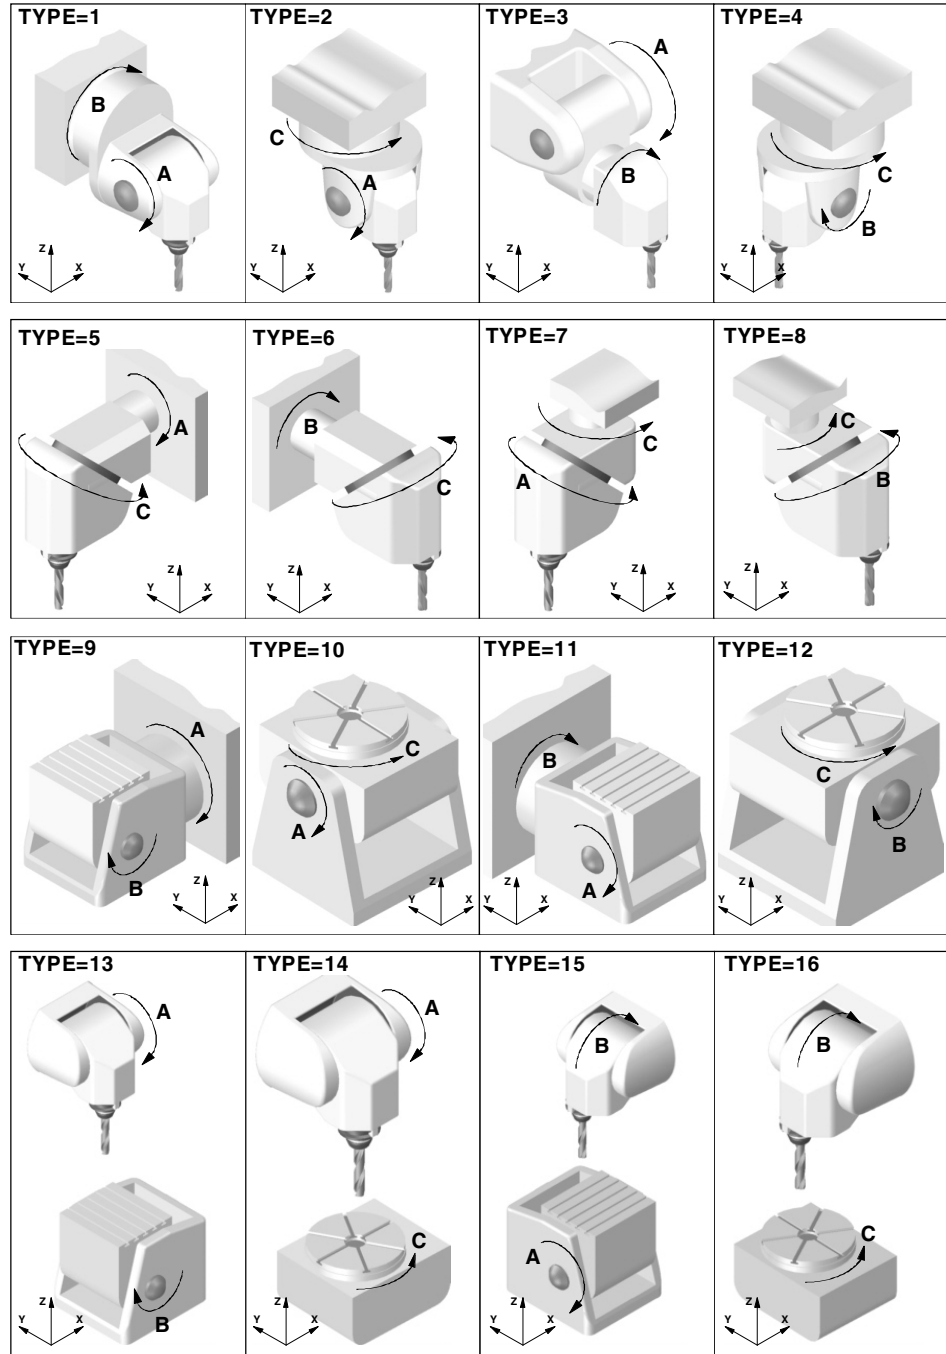 TYPE=1
B
A
Z
Y
X
TYPE=2
C
A
Z
Y
X
TYPE=3
A
B
Z
Y
X
TYPE=4
C
B
Z
Y
X
TYPE=5
A
C
Z
Y
X
TYPE=6
B
C
Z
Y
X
TYPE=7
C
A
Z
Y
X
TYPE=8
C
B
Z
Y
X
TYPE=9
A
B
Z
Y
X
TYPE=10
C
A
Z
Y
X
TYPE=11
B
A
Z
Y
X
TYPE=12
C
B
Z
Y
X
TYPE=13
A
B
Z
Y
X
TYPE=14
A
C
Z
Y
X
TYPE=15
B
A
Z
Y
X
TYPE=16
B
C
Z
Y
X